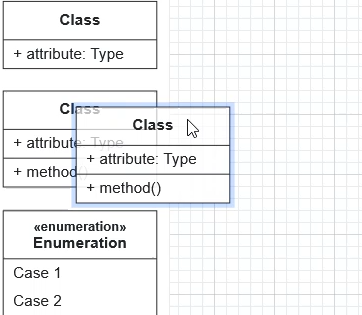 Class
+ attribute: Type
Class
+ attribute: Type
+ method()
Class
+ attribute: Type
+ method()
«enumeration»
Enumeration
Case 1
Case 2